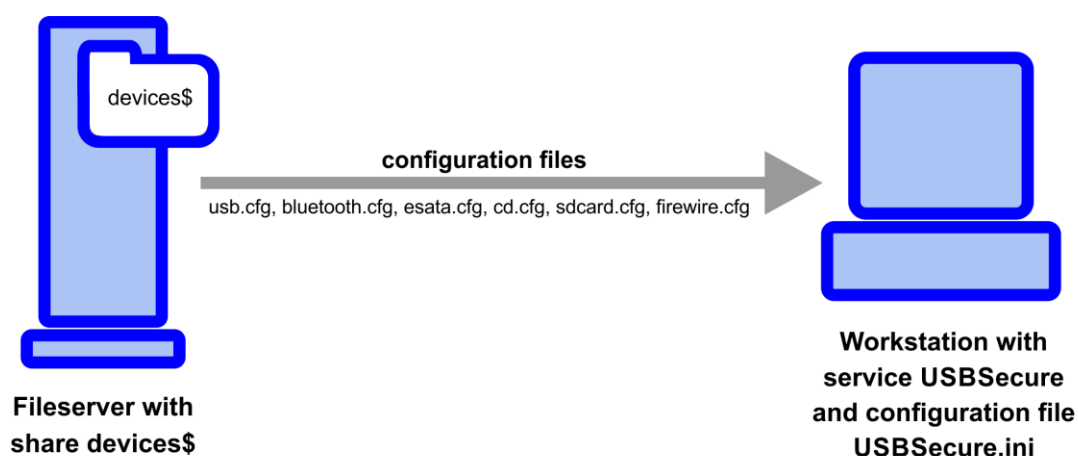 devices$
configuration files
usb.cfg, bluetooth.cfg, esata.cfg, cd.cfg, sdcard.cfg, firewire.cfg
Fileserver with
share devices$
Workstation with
service USBSecure
and configuration file
USBSecure.ini